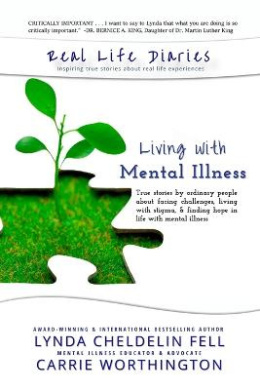 CRITICALLY IMPORTANT . . . I want to say to Lynda that what you are doing is so
critically important." –DR. BERNICE A. KING, Daughter of Dr. Martin Luther King
Real Life Diaries
inspiring true stories about real life experiences
Living With
Mental Illness
True stories by ordinary people
about facing challenges, living
with stigma, & finding hope in
life with mental illness
AWARD-WINNING & INTERNATIONAL BESTSELLING AUTHOR
LYNDA CHELDELIN FELL
MENTAL ILLNESS EDUCATOR & ADVOCATE
CARRIE WORTHINGTON